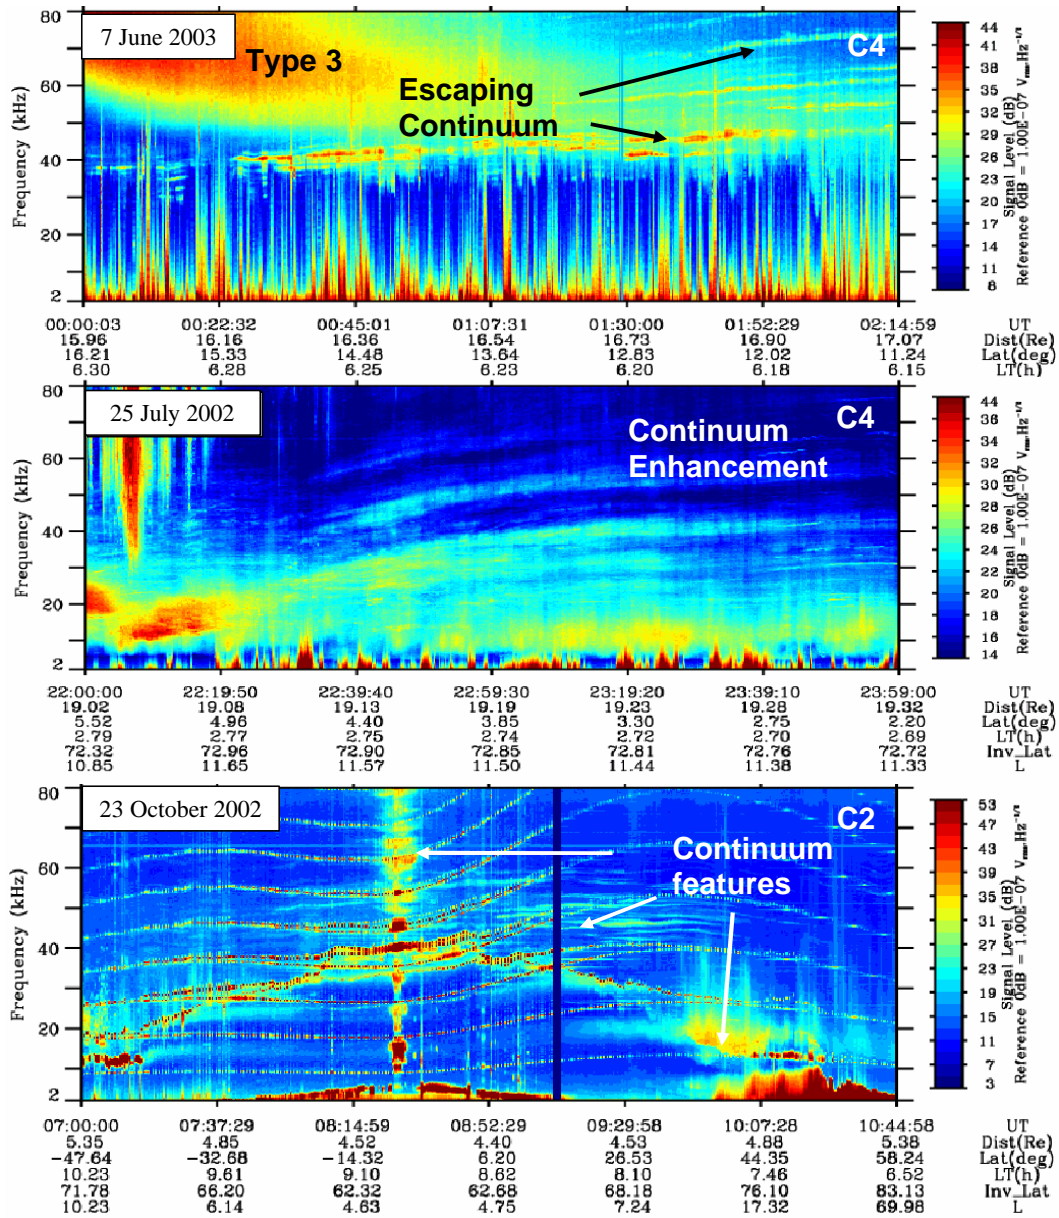 7 June 2003
Type 3
C4
Escaping
Continuum
Frequency (kHz)
80
60
40
20
2
44
41
38
35
32
29
26
23
20
17
14
11
8
Signal Level (dB)
Reference 0dB = 1.00E-07 Vrms.Hz-1/2
00:00:03 00:22:32 00:45:01 01:07:31 01:30:00 01:52:29 02:14:59 UT
15.96 16.16 16.36 16.54 16.73 16.90 17.07 Dist(Re)
16.21 15.33 14.48 13.64 12.83 12.02 11.24 Lat(deg)
6.30 6.28 6.25 6.23 6.20 6.18 6.15 LT(h)
25 July 2002
C4
Continuum
Enhancement
Frequency (kHz)
80
60
40
20
2
44
36
34
32
30
28
26
24
22
20
18
16
14
Signal Level (dB)
Reference 0dB = 1.00E-07 Vrms.Hz-1/2
22:00:00 22:19:50 22:39:40 22:59:30 23:19:20 23:39:10 23:59:00 UT
19.02 19.08 19.13 19.19 19.23 19.28 19.32 Dist(Re)
5.52 4.96 4.40 3.85 3.30 2.75 2.20 Lat(deg)
2.79 2.77 2.75 2.74 2.72 2.70 2.69 LT(h)
72.32 72.96 72.90 72.85 72.81 72.76 72.72 Inv_Lat
10.85 11.65 11.57 11.50 11.44 11.38 11.33 L
23 October 2002
C2
Continuum
features
Frequency (kHz)
80
60
40
20
2
53
47
43
39
35
31
27
23
19
15
11
7
3
Signal Level (dB)
Reference 0dB = 1.00E-07 Vrms.Hz-1/2
07:00:00 07:37:29 08:14:59 08:52:29 09:29:58 10:07:28 10:44:58 UT
5.35 4.85 4.52 4.40 4.53 4.88 5.38 Dist(Re)
-47.64 -32.68 -14.32 6.20 26.53 44.35 58.24 Lat(deg)
10.23 9.61 9.10 8.62 8.10 7.46 6.52 LT(h)
71.78 66.20 62.32 62.68 68.18 76.10 83.13 Inv_Lat
10.23 6.14 4.63 4.75 7.24 17.32 69.98 L